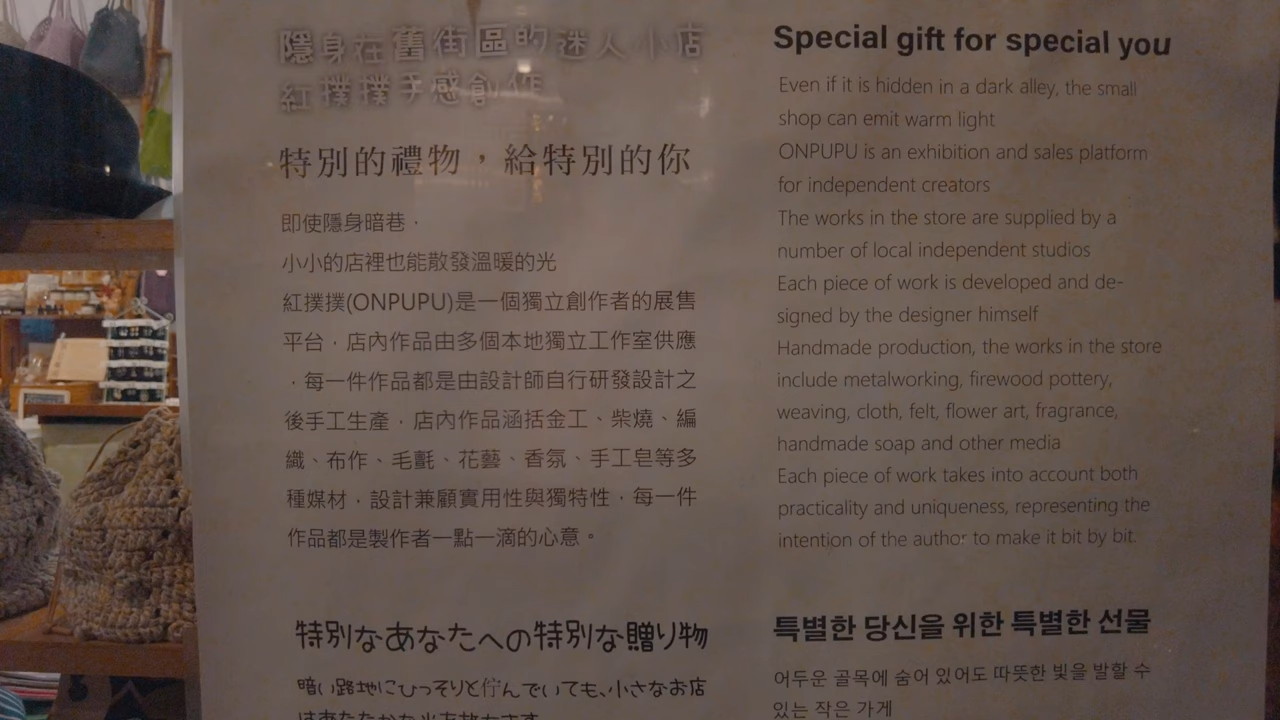 隱身在舊街區的迷人小店
紅撲撲手感創作
特別的禮物，給特別的你
即使隱身暗巷，
小小的店裡也能散發溫暖的光
紅撲撲(ONPUPU)是一個獨立創作者的展售
平台，店內作品由多個本地獨立工作室供應
，每一件作品都是由設計師自行研發設計之
後手工生產，店內作品涵括金工、柴燒、編
織、布作、毛氈、花藝、香氛、手工皂等多
種媒材，設計兼顧實用性與獨特性，每一件
作品都是製作者一點一滴的心意。
Special gift for special you
Even if it is hidden in a dark alley, the small
shop can emit warm light
ONPUPU is an exhibition and sales platform
for independent creators
The works in the store are supplied by a
number of local independent studios
Each piece of work is developed and de-
signed by the designer himself
Handmade production, the works in the store
include metalworking, firewood pottery,
weaving, cloth, felt, flower art, fragrance,
handmade soap and other media
Each piece of work takes into account both
practicality and uniqueness, representing the
intention of the author to make it bit by bit.
特別なあなたへの特別な贈り物
暗い路地にひっそりと佇んでいても、小さなお店
はあたたかな光を放ちます
특별한 당신을 위한 특별한 선물
어두운 골목에 숨어 있어도 따뜻한 빛을 발할 수
있는 작은 가게